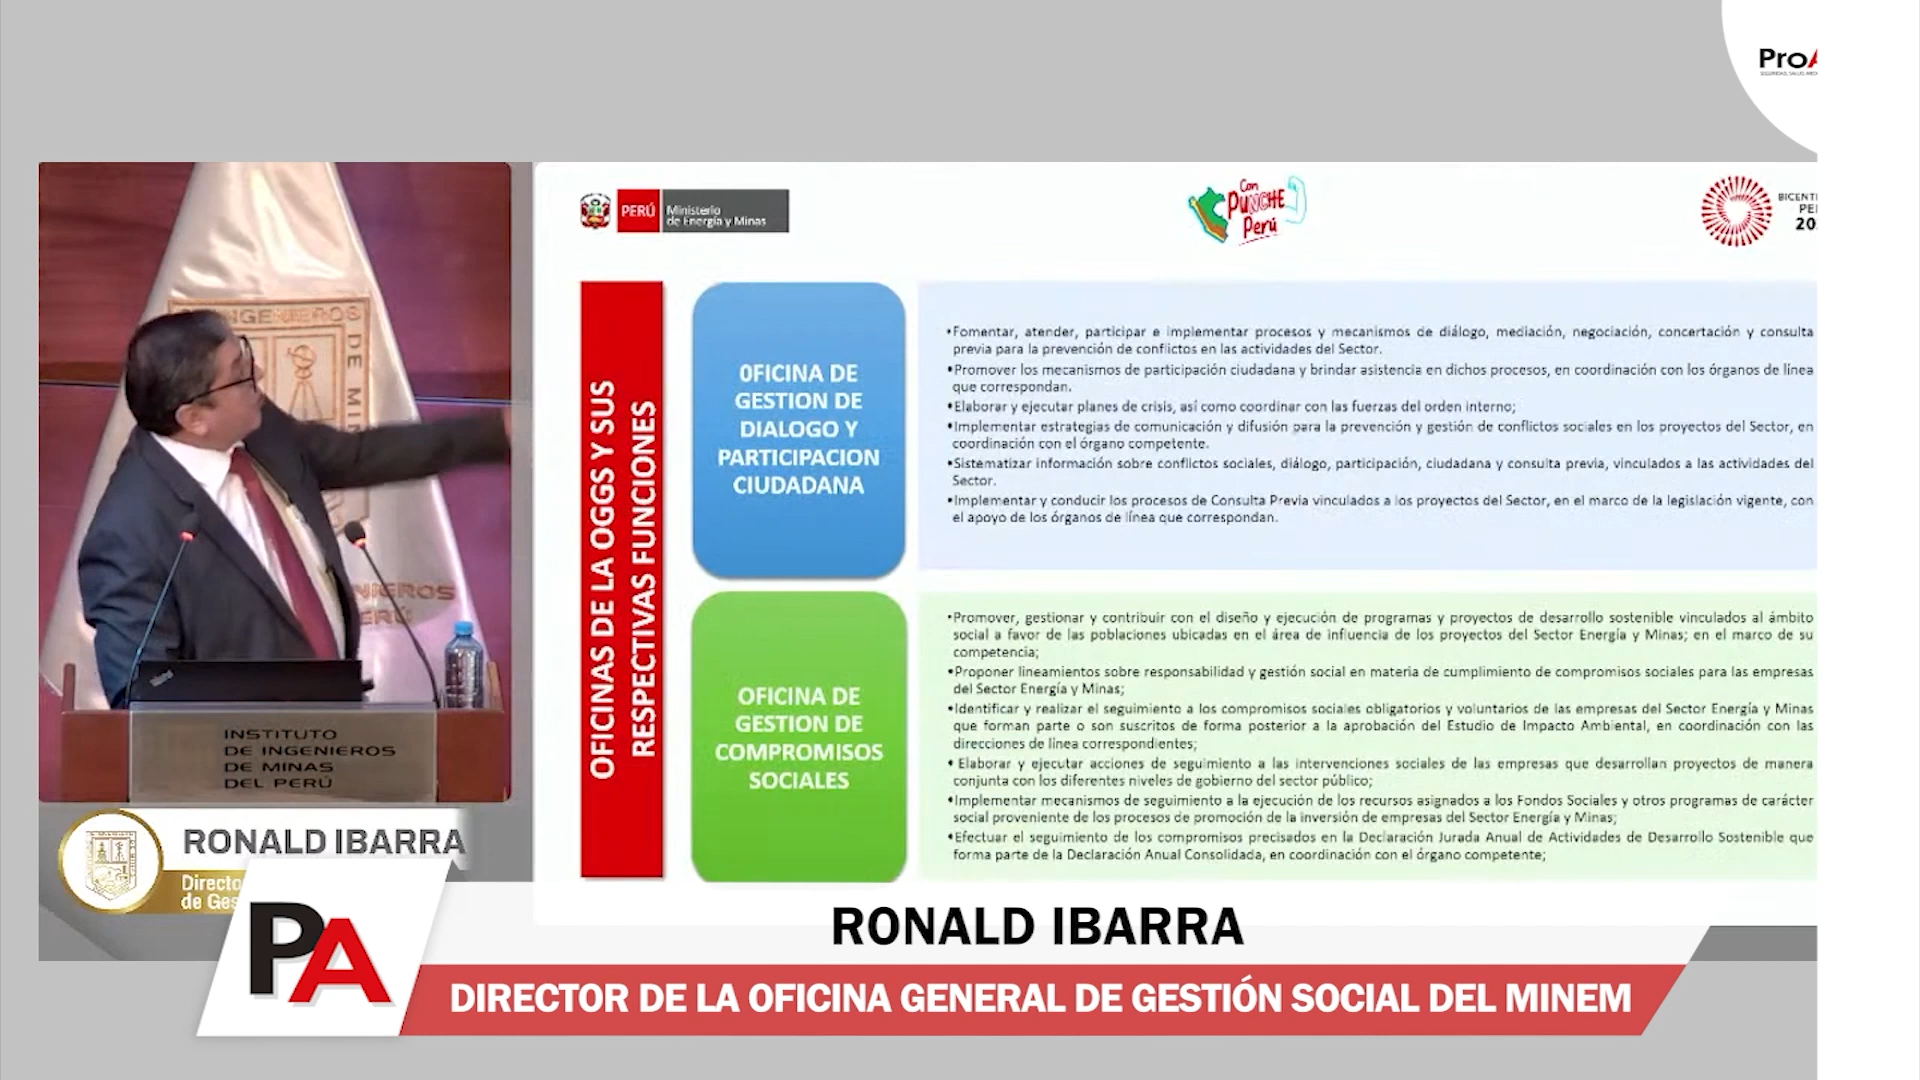 Pro
PERÚ
Ministerio
de Energía y Minas
Con
PUNCHE
Perú
OFICINAS DE LA OGGS Y SUS
RESPECTIVAS FUNCIONES
0FICINA DE
GESTION DE
DIALOGO Y
PARTICIPACION
CIUDADANA
•Fomentar, atender, participar e implementar procesos y mecanismos de diálogo, mediación, negociación, concertación y consulta
previa para la prevención de conflictos en las actividades del Sector.
•Promover los mecanismos de participación ciudadana y brindar asistencia en dichos procesos, en coordinación con los órganos de línea
que correspondan.
•Elaborar y ejecutar planes de crisis, así como coordinar con las fuerzas del orden interno;
•Implementar estrategias de comunicación y difusión para la prevención y gestión de conflictos sociales en los proyectos del Sector, en
coordinación con el órgano competente.
•Sistematizar información sobre conflictos sociales, diálogo, participación, ciudadana y consulta previa, vinculados a las actividades del
Sector.
•Implementar y conducir los procesos de Consulta Previa vinculados a los proyectos del Sector, en el marco de la legislación vigente, con
el apoyo de los órganos de línea que correspondan.
OFICINA DE
GESTION DE
COMPROMISOS
SOCIALES
•Promover, gestionar y contribuir con el diseño y ejecución de programas y proyectos de desarrollo sostenible vinculados al ámbito
social a favor de las poblaciones ubicadas en el área de influencia de los proyectos del Sector Energía y Minas; en el marco de su
competencia;
•Proponer lineamientos sobre responsabilidad y gestión social en materia de cumplimiento de compromisos sociales para las empresas
del Sector Energía y Minas;
•Identificar y realizar el seguimiento a los compromisos sociales obligatorios y voluntarios de las empresas del Sector Energía y Minas
que forman parte o son suscritos de forma posterior a la aprobación del Estudio de Impacto Ambiental, en coordinación con las
direcciones de línea correspondientes;
• Elaborar y ejecutar acciones de seguimiento a las intervenciones sociales de las empresas que desarrollan proyectos de manera
conjunta con los diferentes niveles de gobierno del sector público;
•Implementar mecanismos de seguimiento a la ejecución de los recursos asignados a los Fondos Sociales y otros programas de carácter
social proveniente de los procesos de promoción de la inversión de empresas del Sector Energía y Minas;
•Efectuar el seguimiento de los compromisos precisados en la Declaración Jurada Anual de Actividades de Desarrollo Sostenible que
forma parte de la Declaración Anual Consolidada, en coordinación con el órgano competente;
INGENIEROS
DE MIN
NIEROS
ERÚ
INSTITUTO
DE INGENIEROS
DE MINAS
DEL PERÚ
RONALD IBARRA
Directo
de Ges
PA
RONALD IBARRA
DIRECTOR DE LA OFICINA GENERAL DE GESTIÓN SOCIAL DEL MINEM